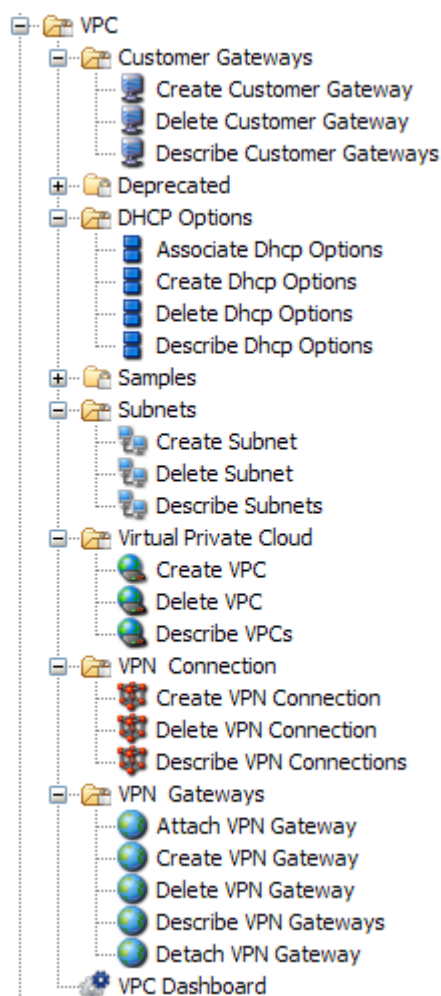 VPC
Customer Gateways
Create Customer Gateway
Delete Customer Gateway
Describe Customer Gateways
Deprecated
DHCP Options
Associate Dhcp Options
Create Dhcp Options
Delete Dhcp Options
Describe Dhcp Options
Samples
Subnets
Create Subnet
Delete Subnet
Describe Subnets
Virtual Private Cloud
Create VPC
Delete VPC
Describe VPCs
VPN  Connection
Create VPN Connection
Delete VPN Connection
Describe VPN Connections
VPN  Gateways
Attach VPN Gateway
Create VPN Gateway
Delete VPN Gateway
Describe VPN Gateways
Detach VPN Gateway
VPC Dashboard